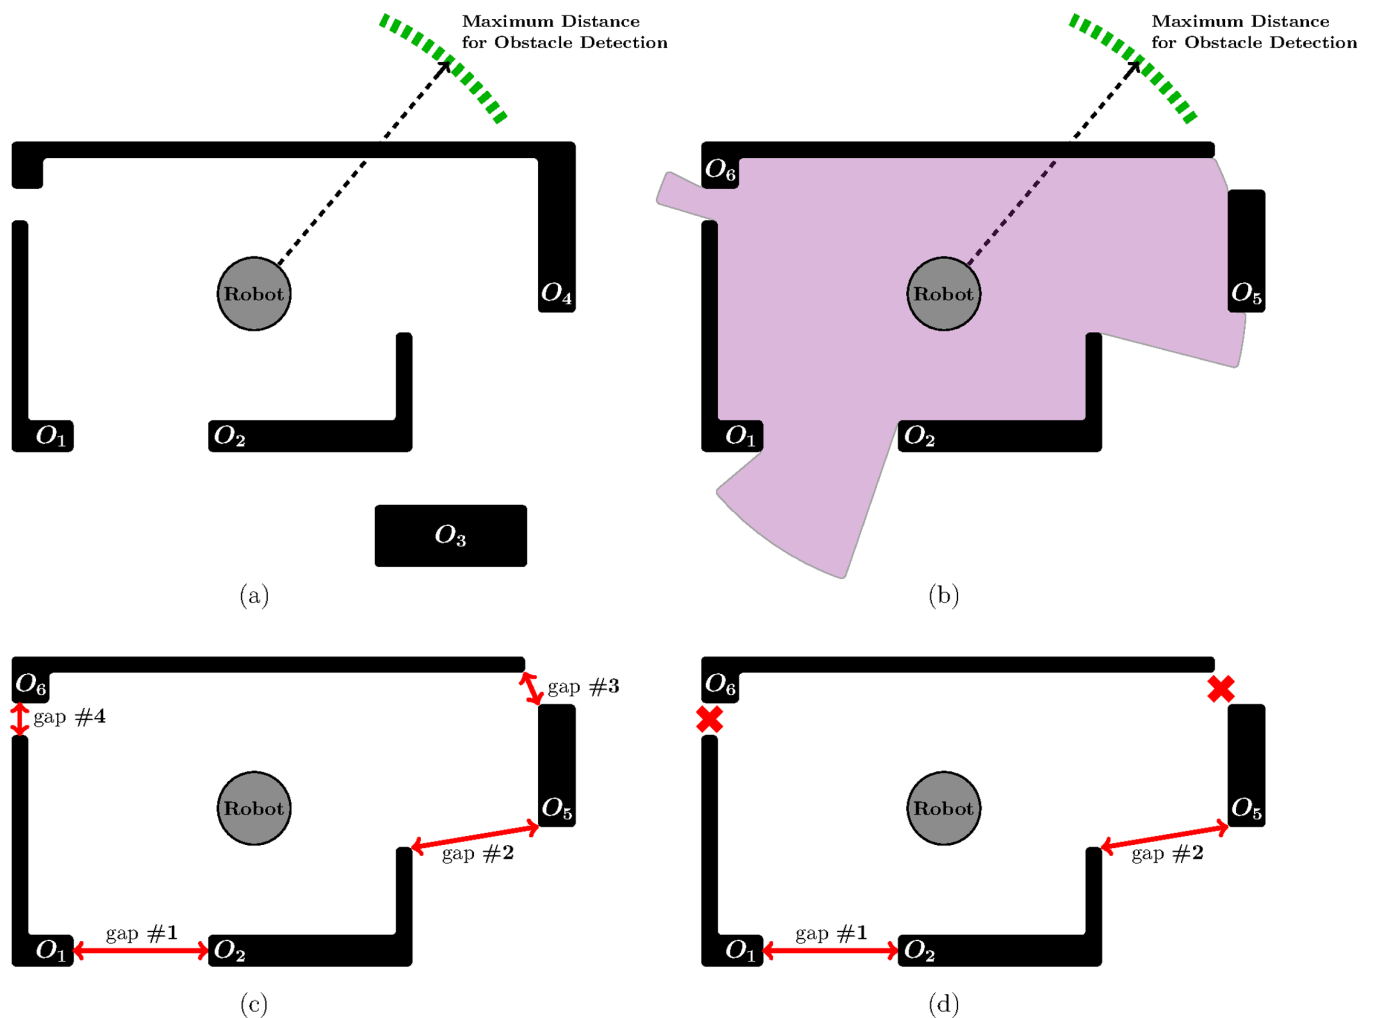 Maximum Distance
for Obstacle Detection
Robot
O4
O1
O2
O3
(a)
Maximum Distance
for Obstacle Detection
O6
Robot
O5
O1
O2
(b)
O6
gap #3
gap #4
Robot
O5
gap #2
gap #1
O1
O2
(c)
O6
Robot
O5
gap #2
gap #1
O1
O2
(d)